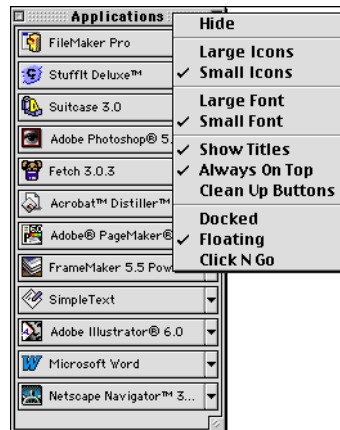 Applications
FileMaker Pro
StuffIt Deluxe™
Suitcase 3.0
Adobe Photoshop® 5.
Fetch 3.0.3
Acrobat™ Distiller™
Adobe® PageMaker®
FrameMaker 5.5 Pow
SimpleText
Adobe Illustrator® 6.0
Microsoft Word
Netscape Navigator™ 3...
Hide
Large Icons
✓ Small Icons
Large Font
✓ Small Font
✓ Show Titles
✓ Always On Top
Clean Up Buttons
Docked
✓ Floating
Click N Go